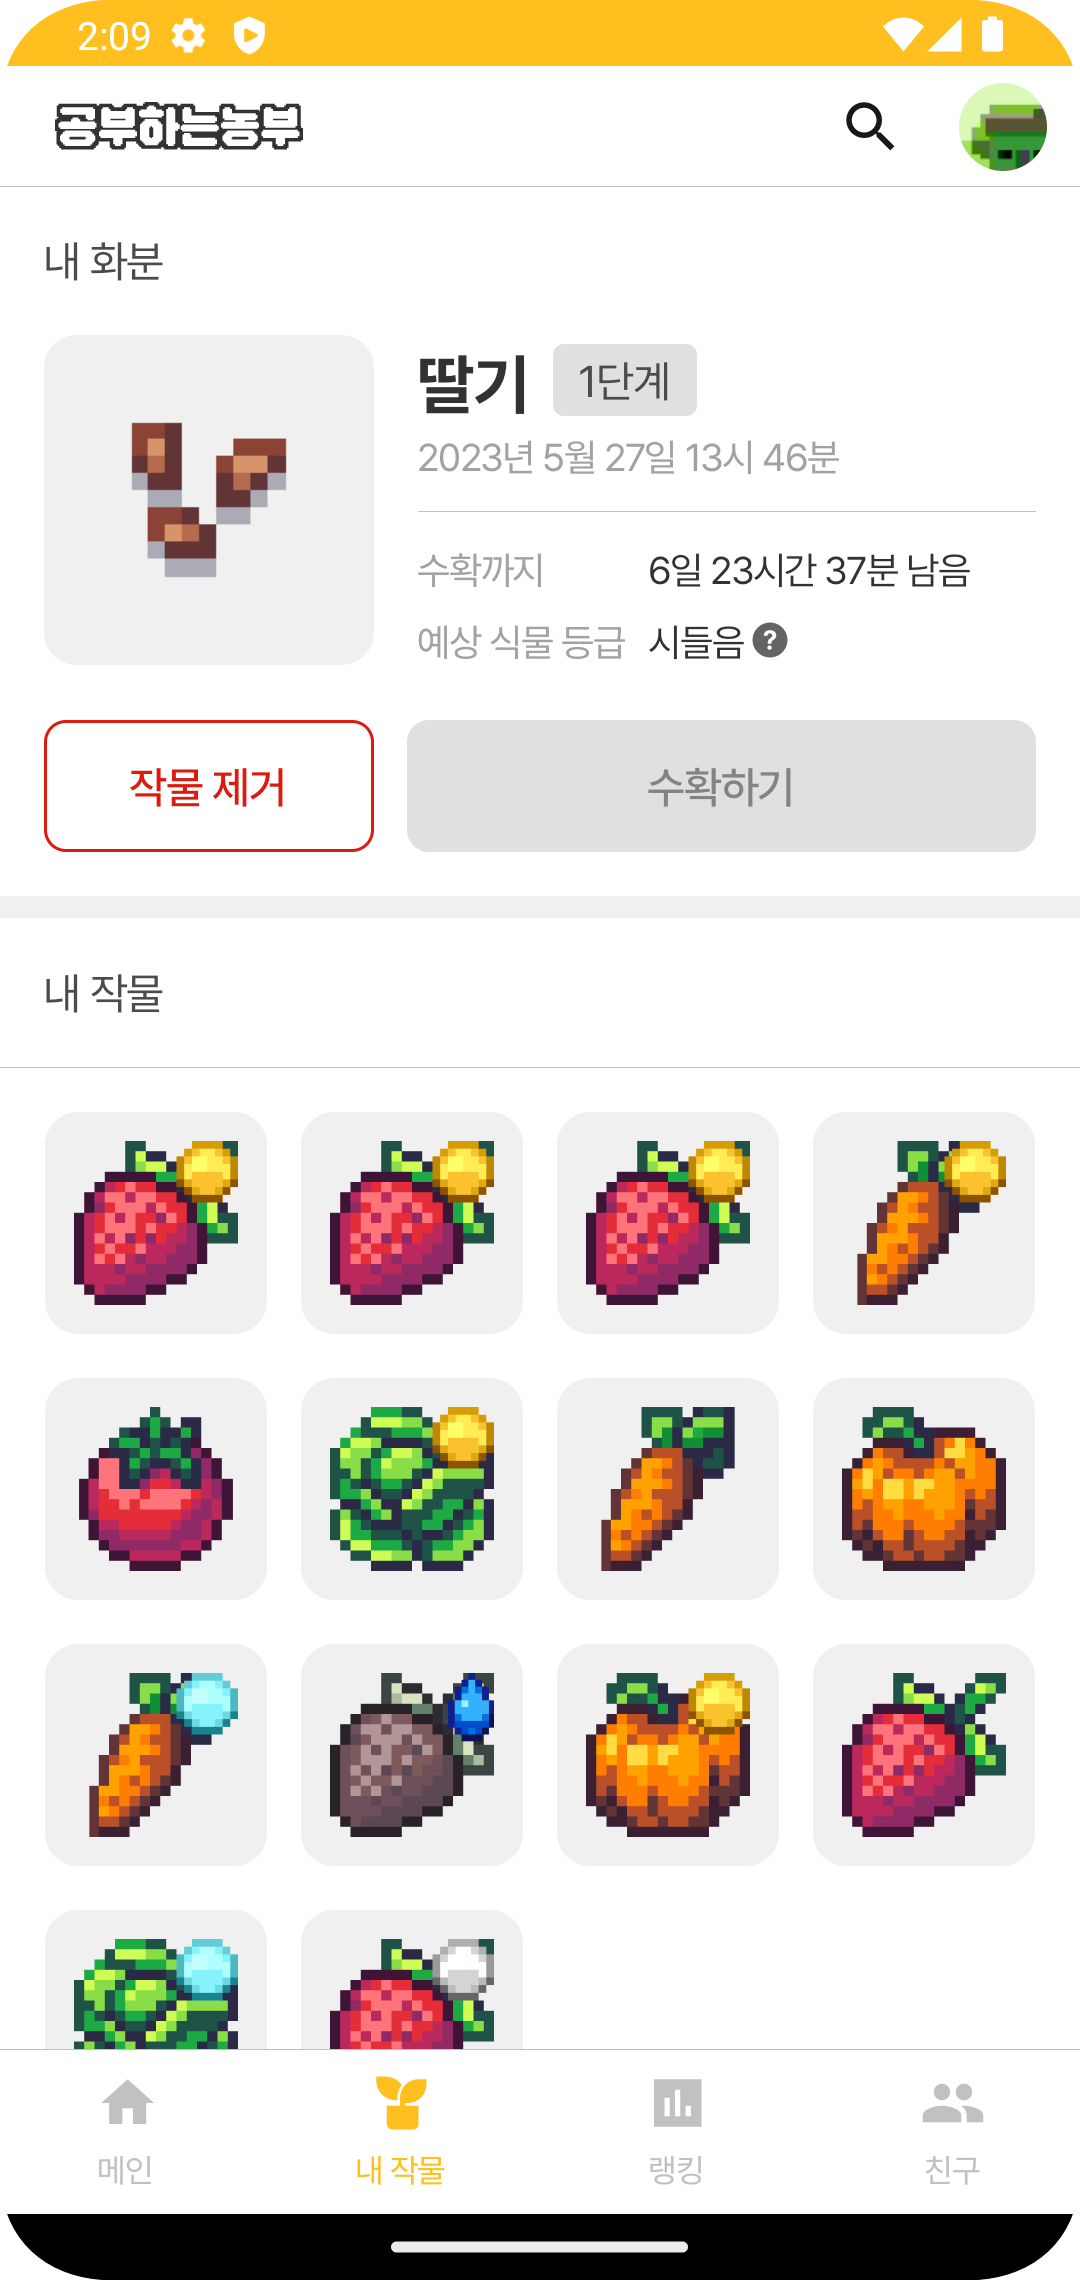 2:09
공부하는농부
내 화분
딸기 1단계
2023년 5월 27일 13시 46분
수확까지 6일 23시간 37분 남음
예상 식물 등급 시들음 ?
작물 제거 수확하기
내 작물
메인 내 작물 랭킹 친구